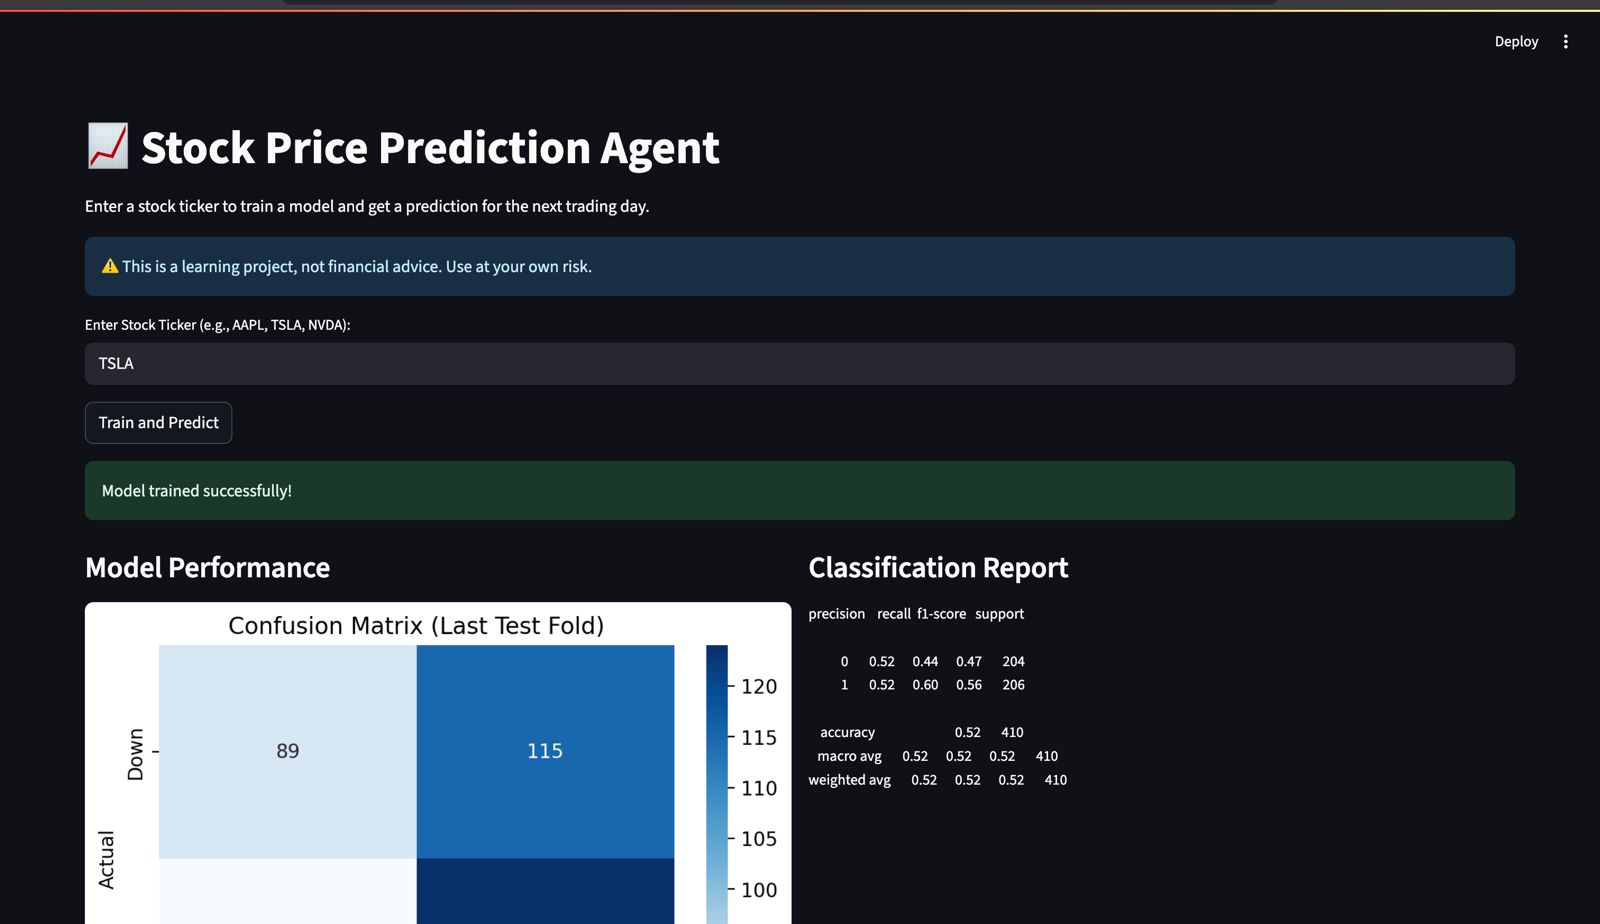 Deploy
📈 Stock Price Prediction Agent
Enter a stock ticker to train a model and get a prediction for the next trading day.
⚠️ This is a learning project, not financial advice. Use at your own risk.
Enter Stock Ticker (e.g., AAPL, TSLA, NVDA):
TSLA
Train and Predict
Model trained successfully!
Model Performance
Confusion Matrix (Last Test Fold)
Actual
Down
89 115
120
115
110
105
100
Classification Report
precision recall f1-score support
0 0.52 0.44 0.47 204
1 0.52 0.60 0.56 206
accuracy 0.52 410
macro avg 0.52 0.52 0.52 410
weighted avg 0.52 0.52 0.52 410